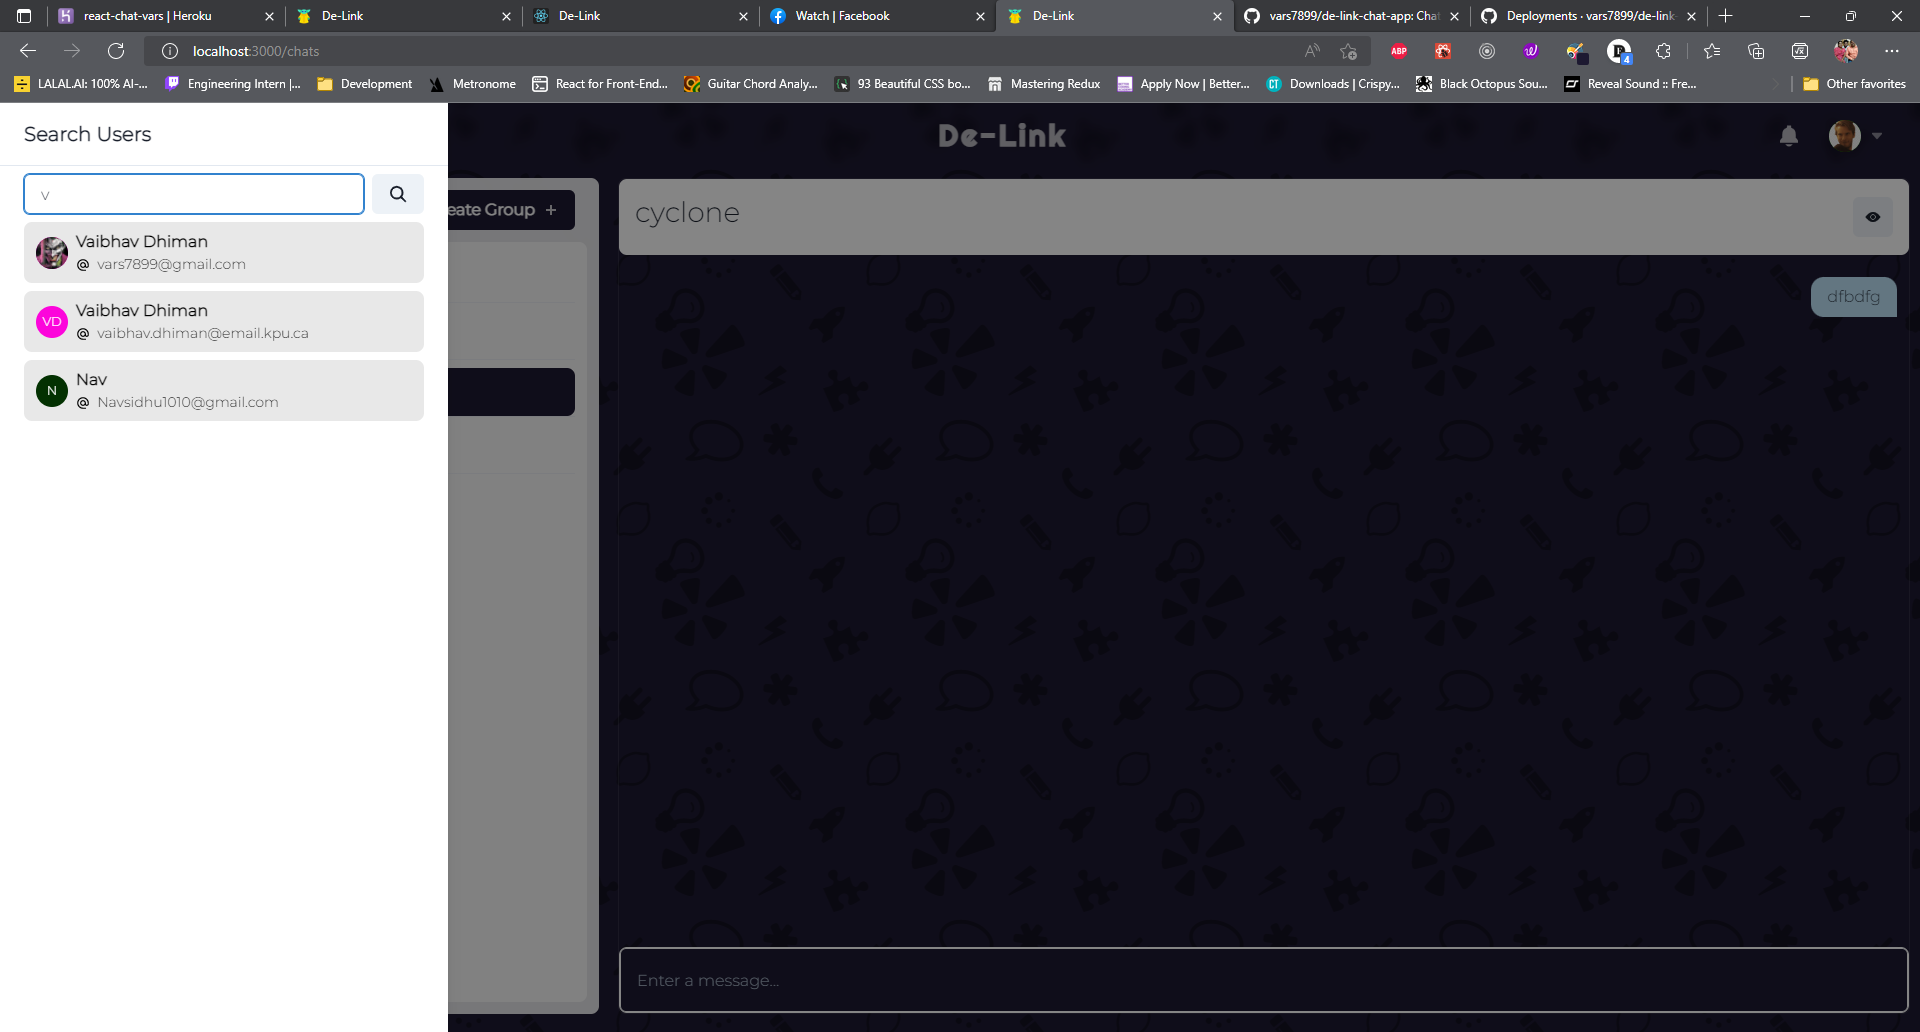 react-chat-vars | Heroku
De-Link
De-Link
Watch | Facebook
De-Link
vars7899/de-link-chat-app: Chat
Deployments · vars7899/de-link-
localhost:3000/chats
ABP
4
LALAL.AI: 100% AI-...
Engineering Intern |...
Development
Metronome
React for Front-End...
Guitar Chord Analy...
93 Beautiful CSS bo...
Mastering Redux
Apply Now | Better...
CT
Downloads | Crispy...
Black Octopus Sou...
Reveal Sound :: Fre...
Other favorites
Search Users
De-Link
v
eate Group +
cyclone
Vaibhav Dhiman
@ vars7899@gmail.com
dfbdfg
VD
Vaibhav Dhiman
@ vaibhav.dhiman@email.kpu.ca
N
Nav
@ Navsidhu1010@gmail.com
Enter a message...